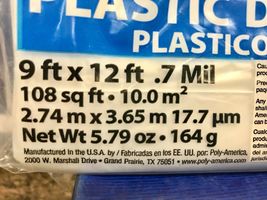 PLASTIC D
PLASTICO
9 ft x 12 ft .7 Mil
108 sq ft • 10.0 m²
2.74 m x 3.65 m 17.7 µm
Net Wt 5.79 oz • 164 g
Manufactured in the U.S.A. by / Fabricadas en los EE. UU. por: Poly-America,
2000 W. Marshall Drive • Grand Prairie, TX 75051 • www.poly-america.com